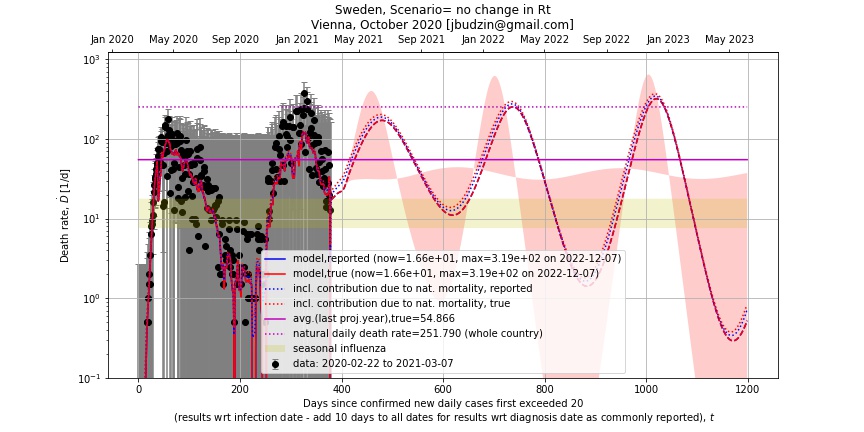 Sweden, Scenario= no change in Rt
Vienna, October 2020 [jbudzin@gmail.com]
Jan 2020 May 2020 Sep 2020 Jan 2021 May 2021 Sep 2021 Jan 2022 May 2022 Sep 2022 Jan 2023 May 2023
10³
10²
10¹
10⁰
10⁻¹
Death rate, Ḋ [1/d]
model,reported (now=1.66e+01, max=3.19e+02 on 2022-12-07)
model,true (now=1.66e+01, max=3.19e+02 on 2022-12-07)
incl. contribution due to nat. mortality, reported
incl. contribution due to nat. mortality, true
avg.(last proj.year),true=54.866
natural daily death rate=251.790 (whole country)
seasonal influenza
data: 2020-02-22 to 2021-03-07
0 200 400 600 800 1000 1200
Days since confirmed new daily cases first exceeded 20
(results wrt infection date - add 10 days to all dates for results wrt diagnosis date as commonly reported), t